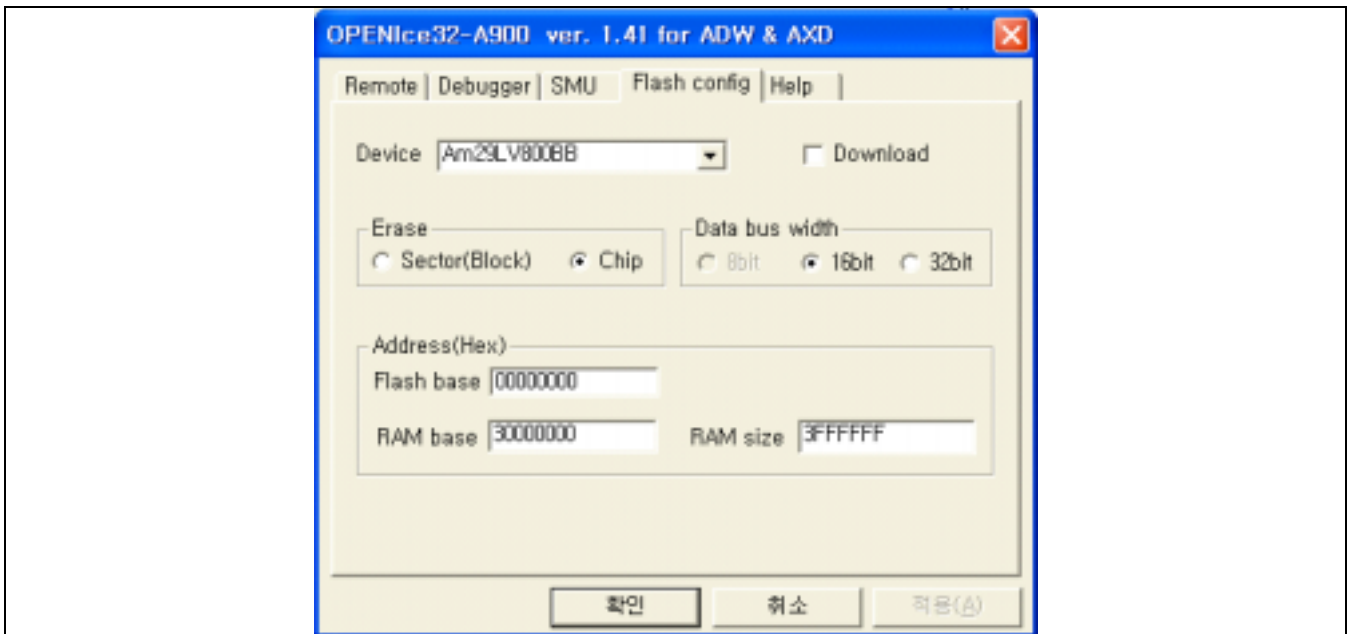 OPENIce32-A900 ver. 1.41 for ADW & AXD
Remote Debugger SMU Flash config Help
Device Am29LV800BB Download
Erase Data bus width
Sector(Block) Chip 8bit 16bit 32bit
Address(Hex)
Flash base 00000000
RAM base 30000000 RAM size 3FFFFFF
확인 취소 적용(A)